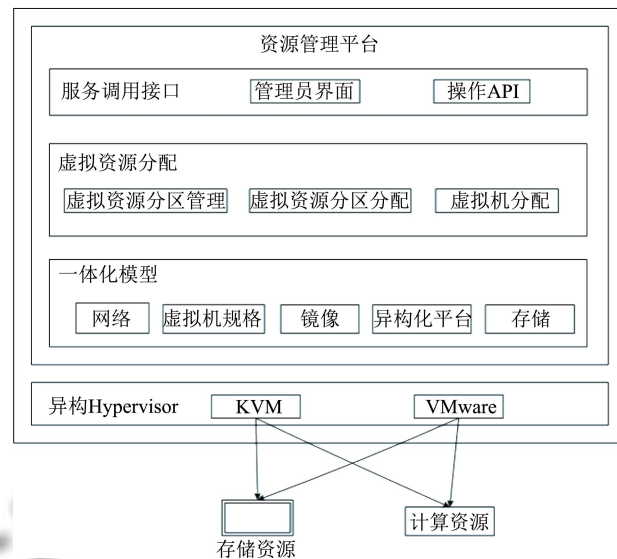 资源管理平台
服务调用接口 管理员界面 操作API
虚拟资源分配
虚拟资源分区管理 虚拟资源分区分配 虚拟机分配
一体化模型
网络 虚拟机规格 镜像 异构化平台 存储
异构Hypervisor KVM VMware
计算资源
存储资源